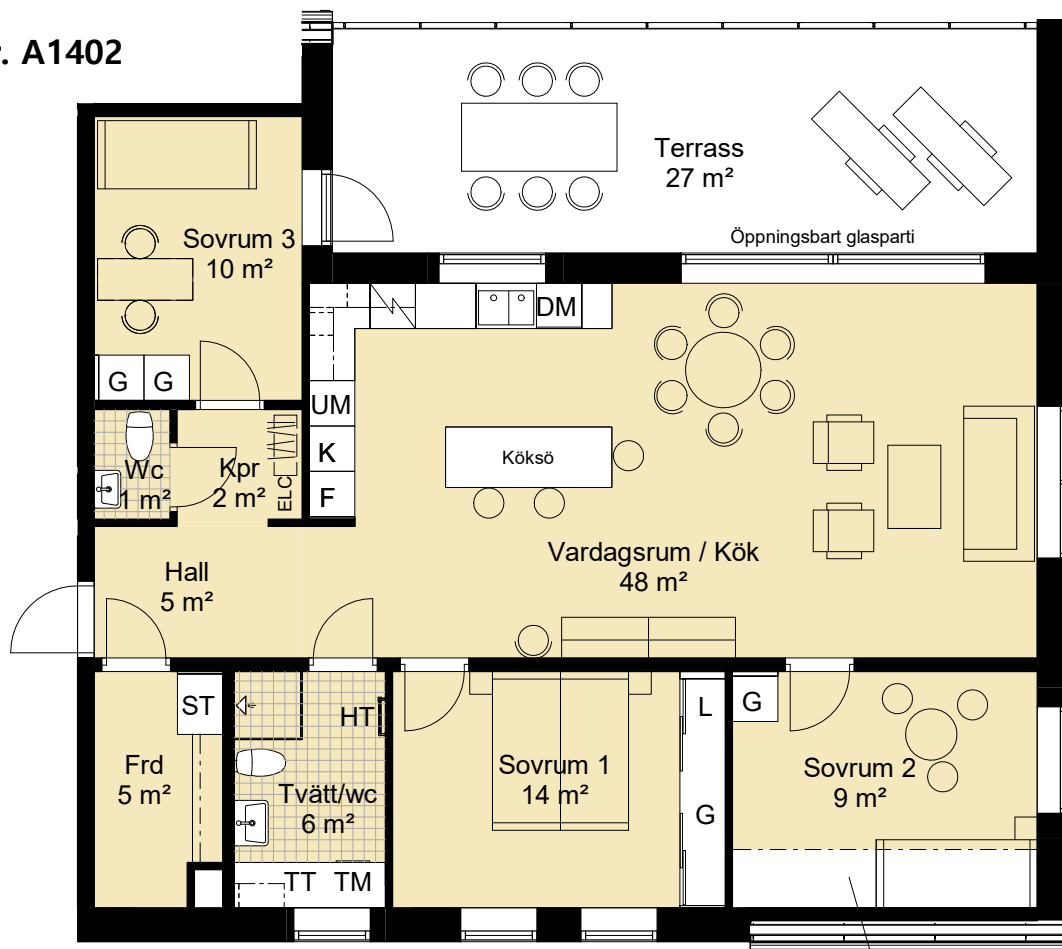 . A1402
Terrass
27 m²
Öppningsbart glasparti
Sovrum 3
10 m²
G G
DM
UM
K
F
Köksö
Wc
1 m²
Kpr
2 m²
ELC
Vardagsrum / Kök
48 m²
Hall
5 m²
ST
HT
L
G
G
Frd
5 m²
Tvätt/wc
6 m²
Sovrum 1
14 m²
Sovrum 2
9 m²
TT TM